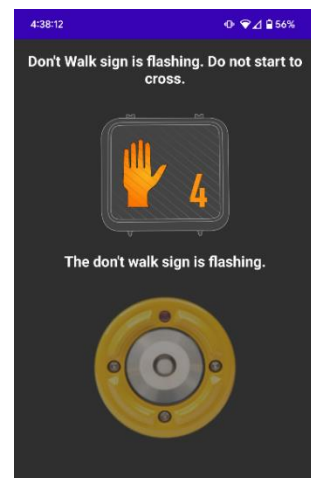 4:38:12
56%
Don't Walk sign is flashing. Do not start to
cross.
4
The don't walk sign is flashing.